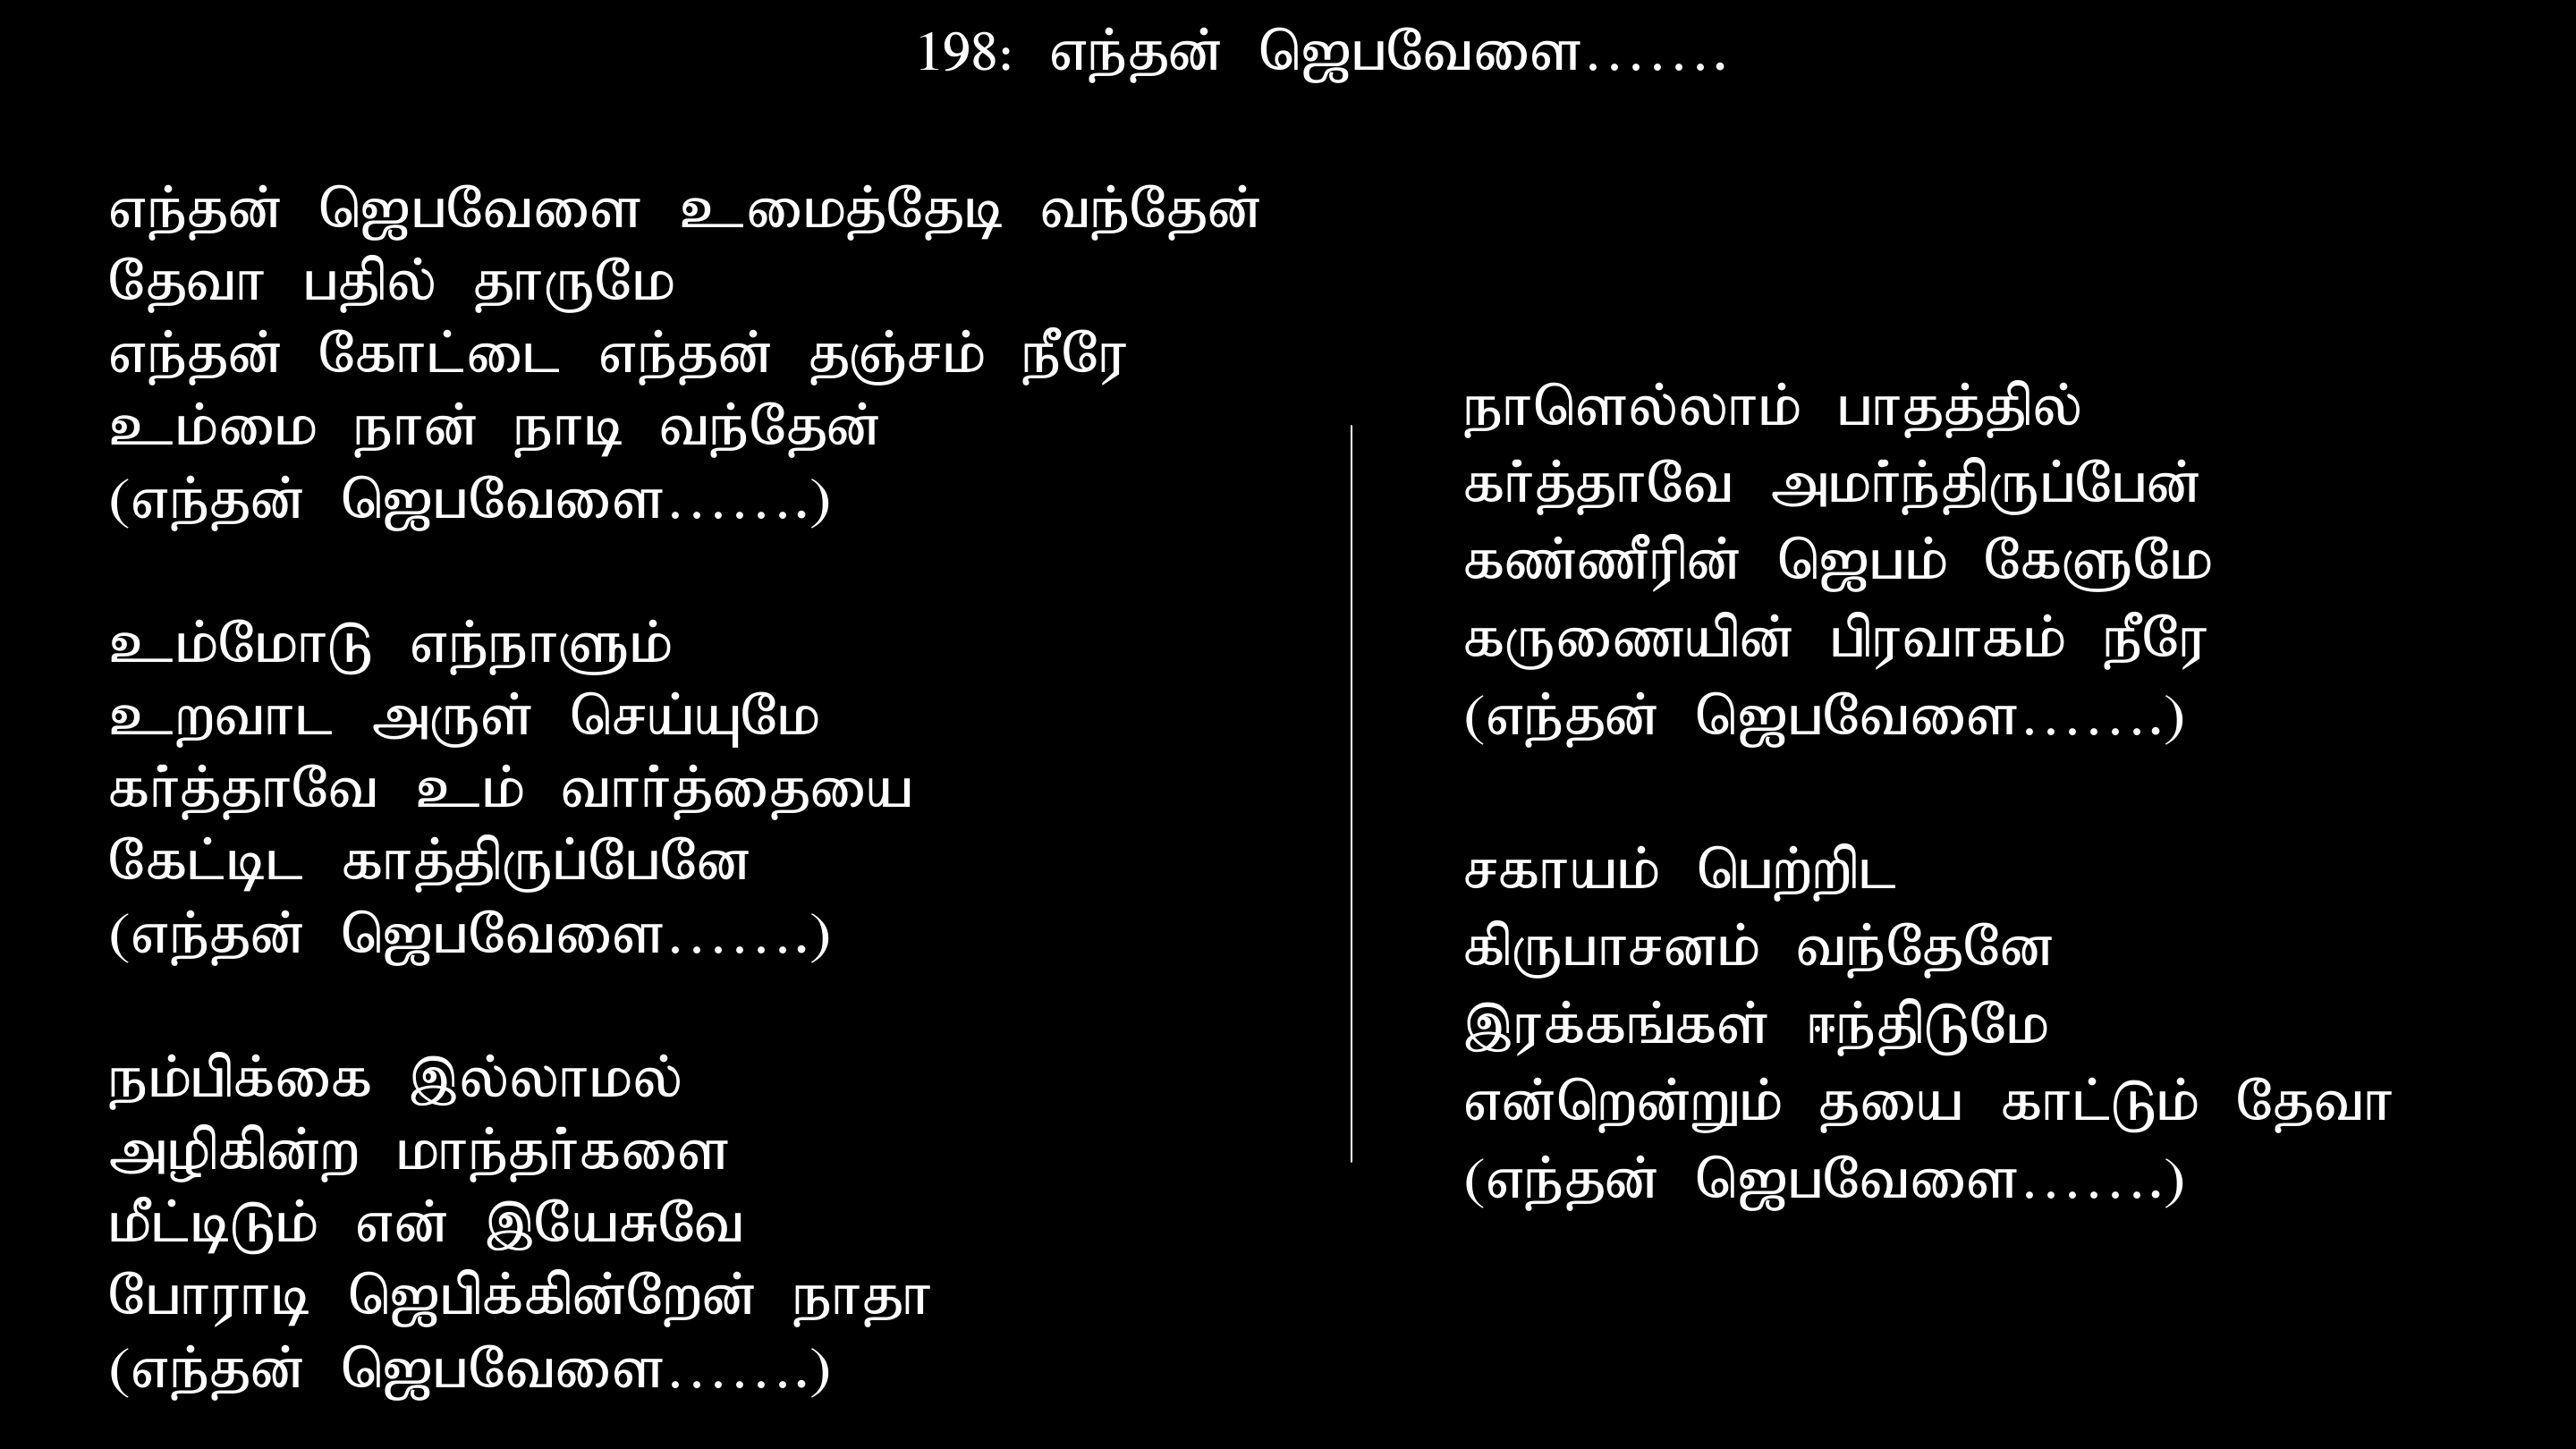 198: எந்தன் ஜெபவேளை.......
எந்தன் ஜெபவேளை உமைத்தேடி வந்தேன்
தேவா பதில் தாருமே
எந்தன் கோட்டை எந்தன் தஞ்சம் நீரே
உம்மை நான் நாடி வந்தேன்
(எந்தன் ஜெபவேளை.......)
உம்மோடு எந்நாளும்
உறவாட அருள் செய்யுமே
கர்த்தாவே உம் வார்த்தையை
கேட்டிட காத்திருப்பேனே
(எந்தன் ஜெபவேளை.......)
நம்பிக்கை இல்லாமல்
அழிகின்ற மாந்தர்களை
மீட்டிடும் என் இயேசுவே
போராடி ஜெபிக்கின்றேன் நாதா
(எந்தன் ஜெபவேளை.......)
நாளெல்லாம் பாதத்தில்
கர்த்தாவே அமர்ந்திருப்பேன்
கண்ணீரின் ஜெபம் கேளுமே
கருணையின் பிரவாகம் நீரே
(எந்தன் ஜெபவேளை.......)
சகாயம் பெற்றிட
கிருபாசனம் வந்தேனே
இரக்கங்கள் ஈந்திடுமே
என்றென்றும் தயை காட்டும் தேவா
(எந்தன் ஜெபவேளை.......)